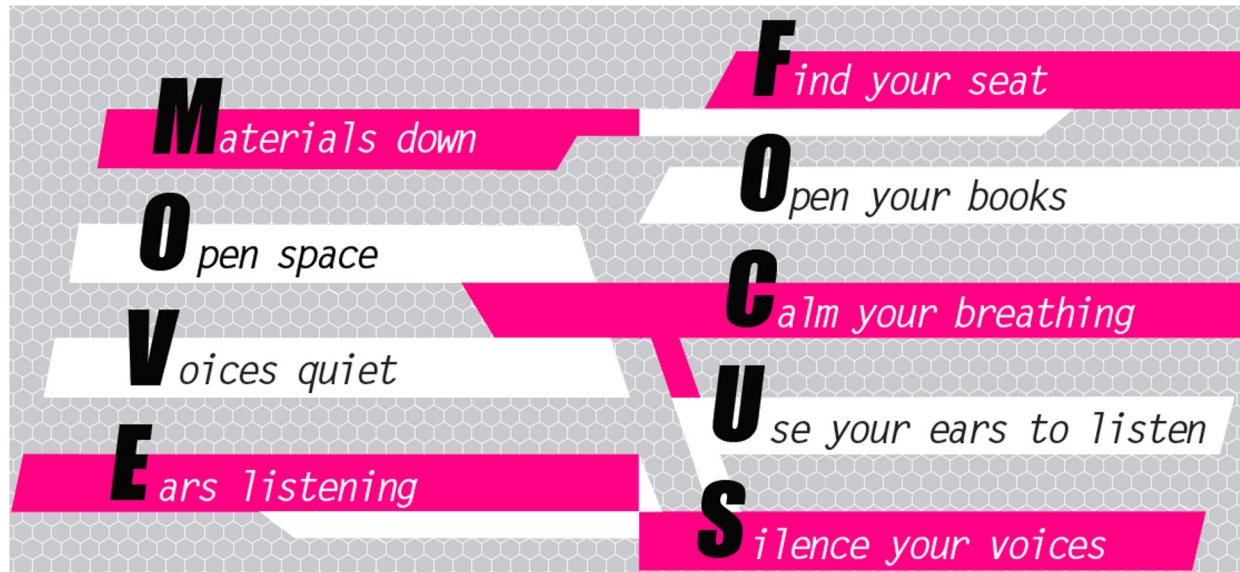 Materials down
Open space
Voices quiet
Ears listening
Find your seat
Open your books
Calm your breathing
Use your ears to listen
Silence your voices